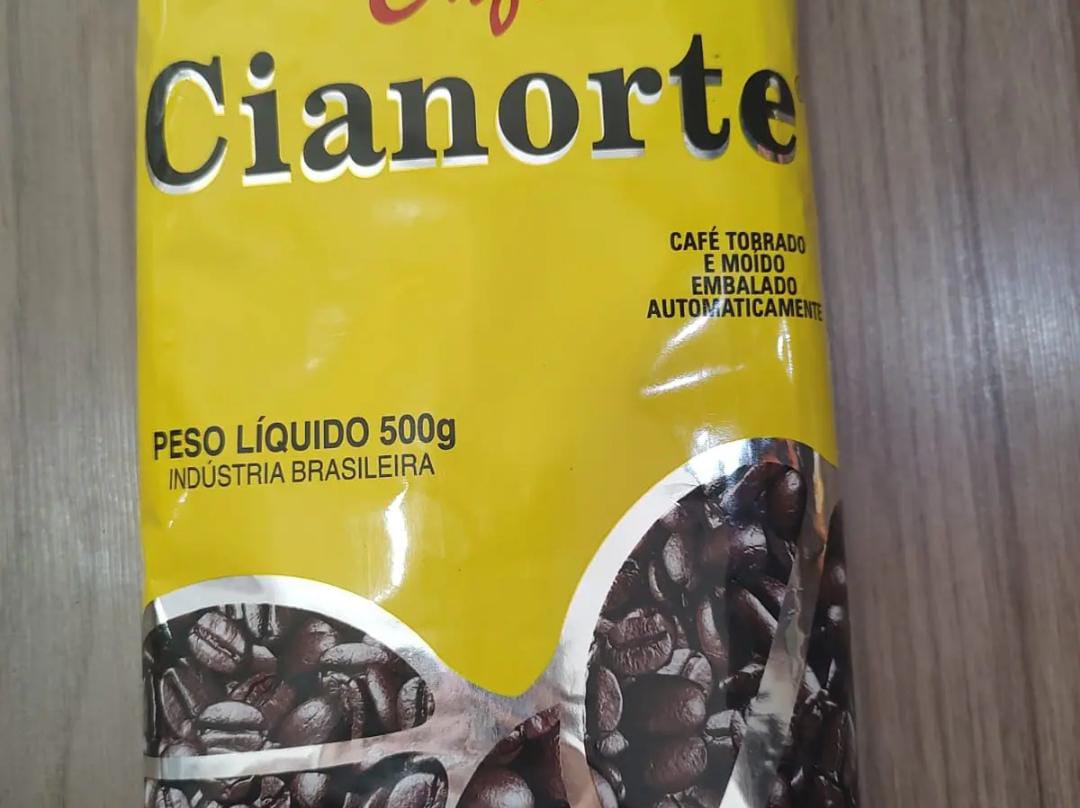 Cianorte
CAFÉ TORRADO
E MOÍDO
EMBALADO
AUTOMATICAMENTE
PESO LÍQUIDO 500g
INDÚSTRIA BRASILEIRA